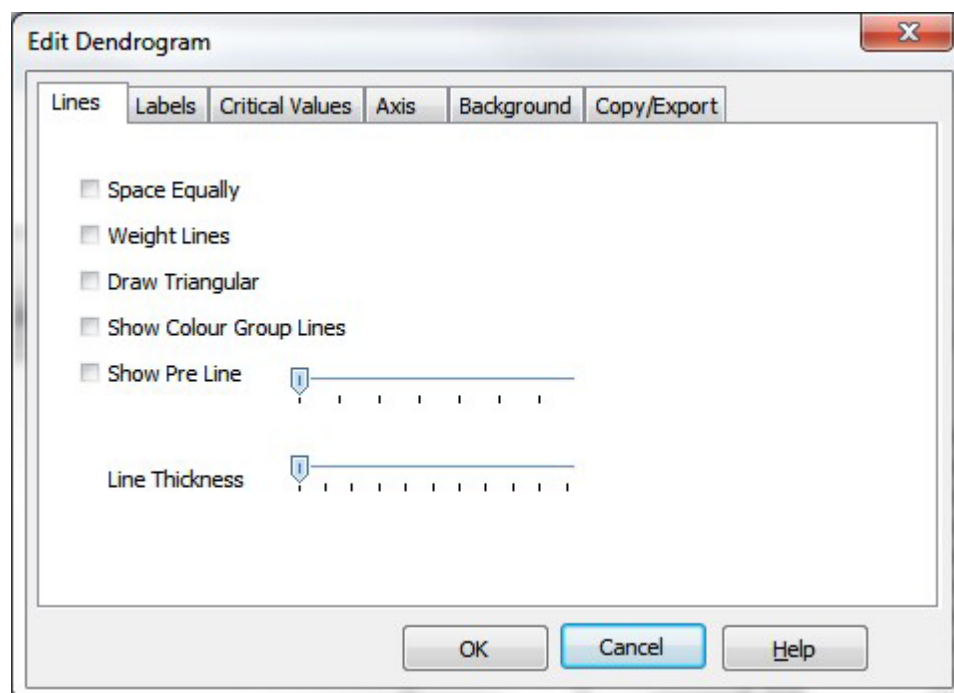 Edit Dendrogram
Lines Labels Critical Values Axis Background Copy/Export
Space Equally
Weight Lines
Draw Triangular
Show Colour Group Lines
Show Pre Line
Line Thickness
OK Cancel Help